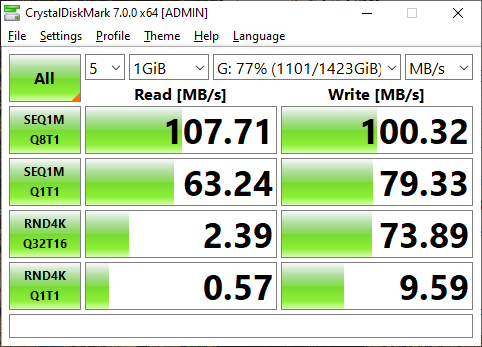 CrystalDiskMark 7.0.0 x64 [ADMIN]
File Settings Profile Theme Help Language
All 5 1GiB G: 77% (1101/1423GiB) MB/s
Read [MB/s] Write [MB/s]
SEQ1M
Q8T1 107.71 100.32
SEQ1M
Q1T1 63.24 79.33
RND4K
Q32T16 2.39 73.89
RND4K
Q1T1 0.57 9.59